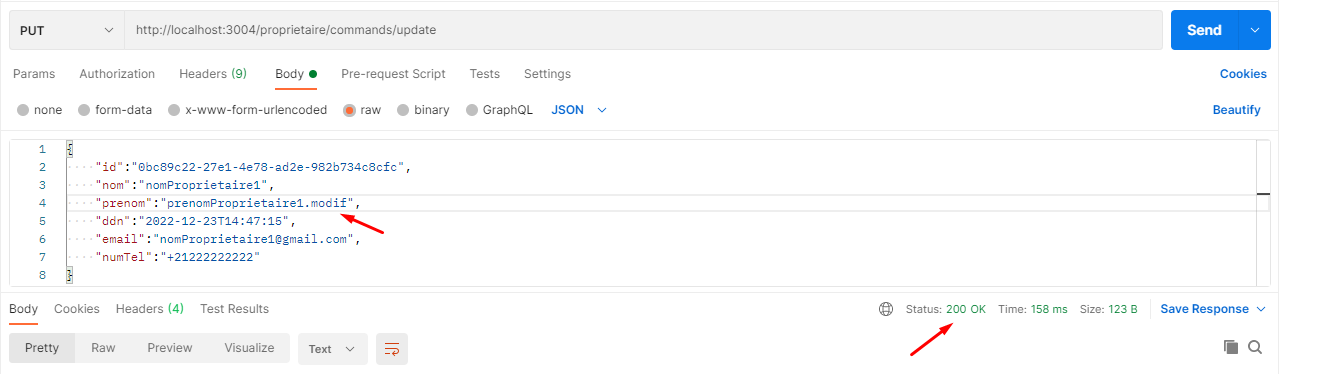 PUT http://localhost:3004/proprietaire/commands/update Send
Params Authorization Headers (9) Body Pre-request Script Tests Settings Cookies
none form-data x-www-form-urlencoded raw binary GraphQL JSON Beautify
1 {
2 "id":"0bc89c22-27e1-4e78-ad2e-982b734c8cfc",
3 "nom":"nomProprietaire1",
4 "prenom":"prenomProprietaire1.modif",
5 "ddn":"2022-12-23T14:47:15",
6 "email":"nomProprietaire1@gmail.com",
7 "numTel":"+21222222222"
8 }
Body Cookies Headers (4) Test Results Status: 200 OK Time: 158 ms Size: 123 B Save Response
Pretty Raw Preview Visualize Text